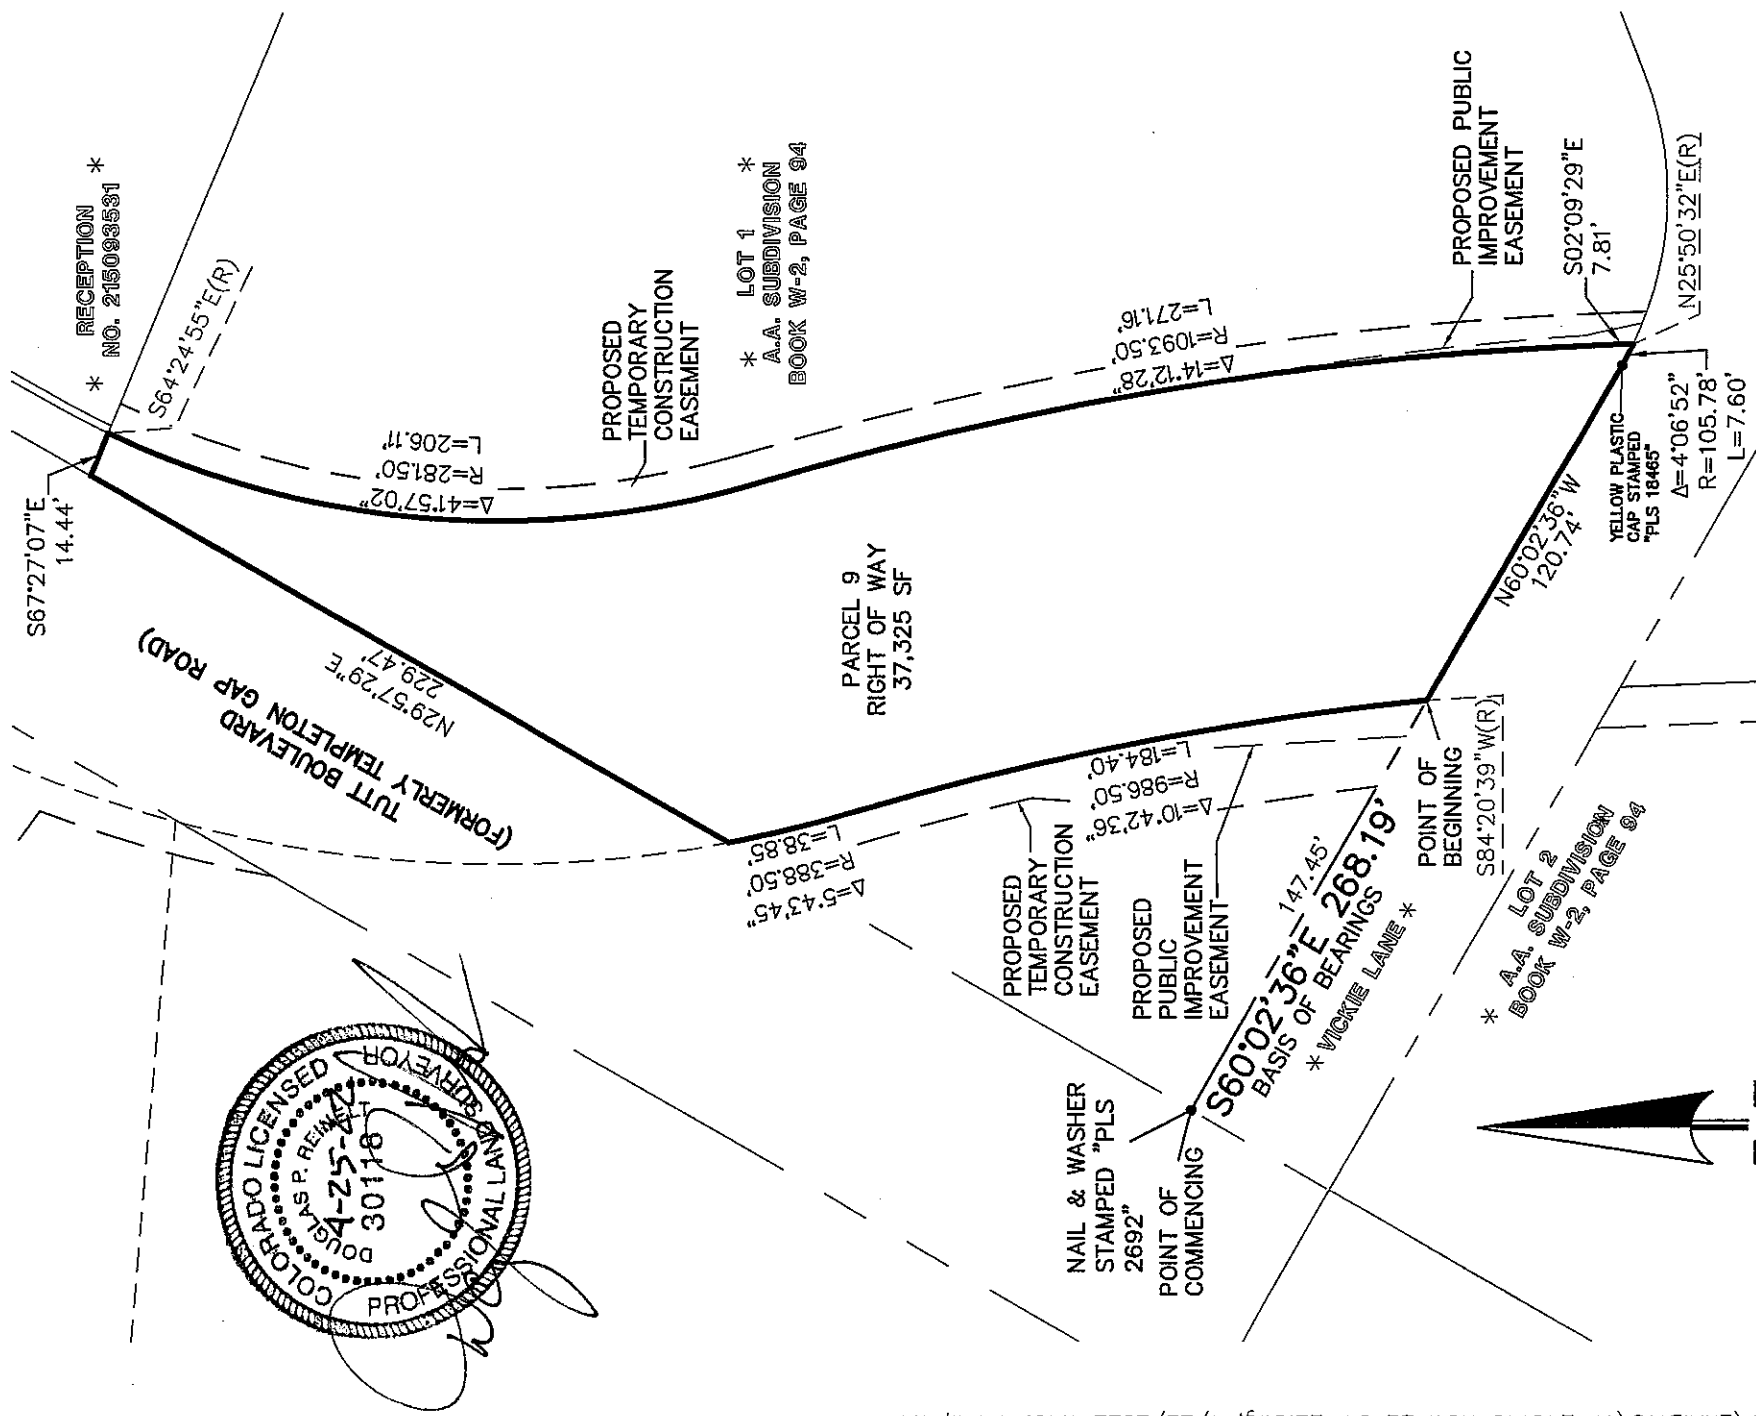 * RECEPTION *
NO. 215093531
S67°27'07"E
14.44'
S64°24'55"E(R)
TUTT BOULEVARD
(FORMERLY TEMPLETON GAP ROAD)
N29°57'29"E
229.47'
L=206.11'
R=281.50'
Δ=41°57'02"
PROPOSED
TEMPORARY
CONSTRUCTION
EASEMENT
* LOT 1 *
A.A. SUBDIVISION
BOOK W-2, PAGE 94
PARCEL 9
RIGHT OF WAY
37,325 SF
L=271.16'
R=1093.50'
Δ=14°12'28"
PROPOSED PUBLIC
IMPROVEMENT
EASEMENT
S02°09'29"E
7.81'
N25°50'32"E(R)
Δ=4°06'52"
R=105.78'
L=7.60'
YELLOW PLASTIC
CAP STAMPED
"PLS 18465"
N60°02'36"W
120.74'
L=38.85'
R=388.50'
Δ=5°43'45"
L=184.40'
R=986.50'
Δ=10°42'36"
PROPOSED
TEMPORARY
CONSTRUCTION
EASEMENT
PROPOSED
PUBLIC
IMPROVEMENT
EASEMENT
POINT OF
BEGINNING
S84°20'39"W(R)
147.45'
S60°02'36"E 268.19'
BASIS OF BEARINGS
* VICKIE LANE *
LOT 2
* A.A. SUBDIVISION
BOOK W-2, PAGE 94
NAIL & WASHER
STAMPED "PLS
2692"
POINT OF
COMMENCING
COLORADO LICENSED
PROFESSIONAL LAND SURVEYOR
DOUGLAS P. REINELT
30118